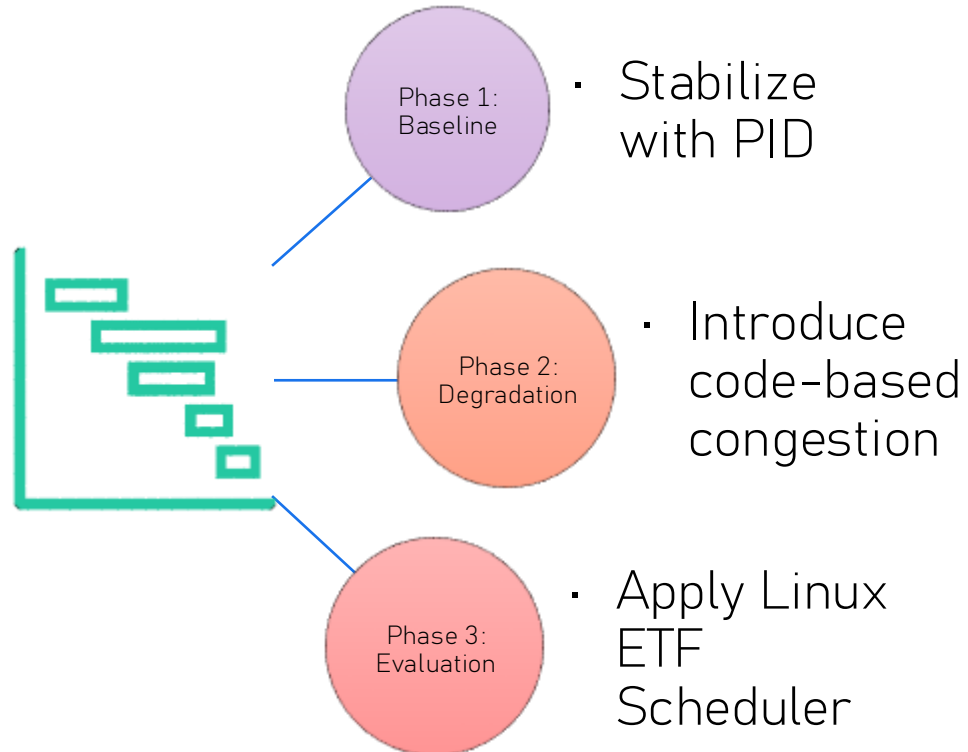 Phase 1:
Baseline
▪ Stabilize
with PID
Phase 2:
Degradation
▪ Introduce
code-based
congestion
Phase 3:
Evaluation
▪ Apply Linux
ETF
Scheduler